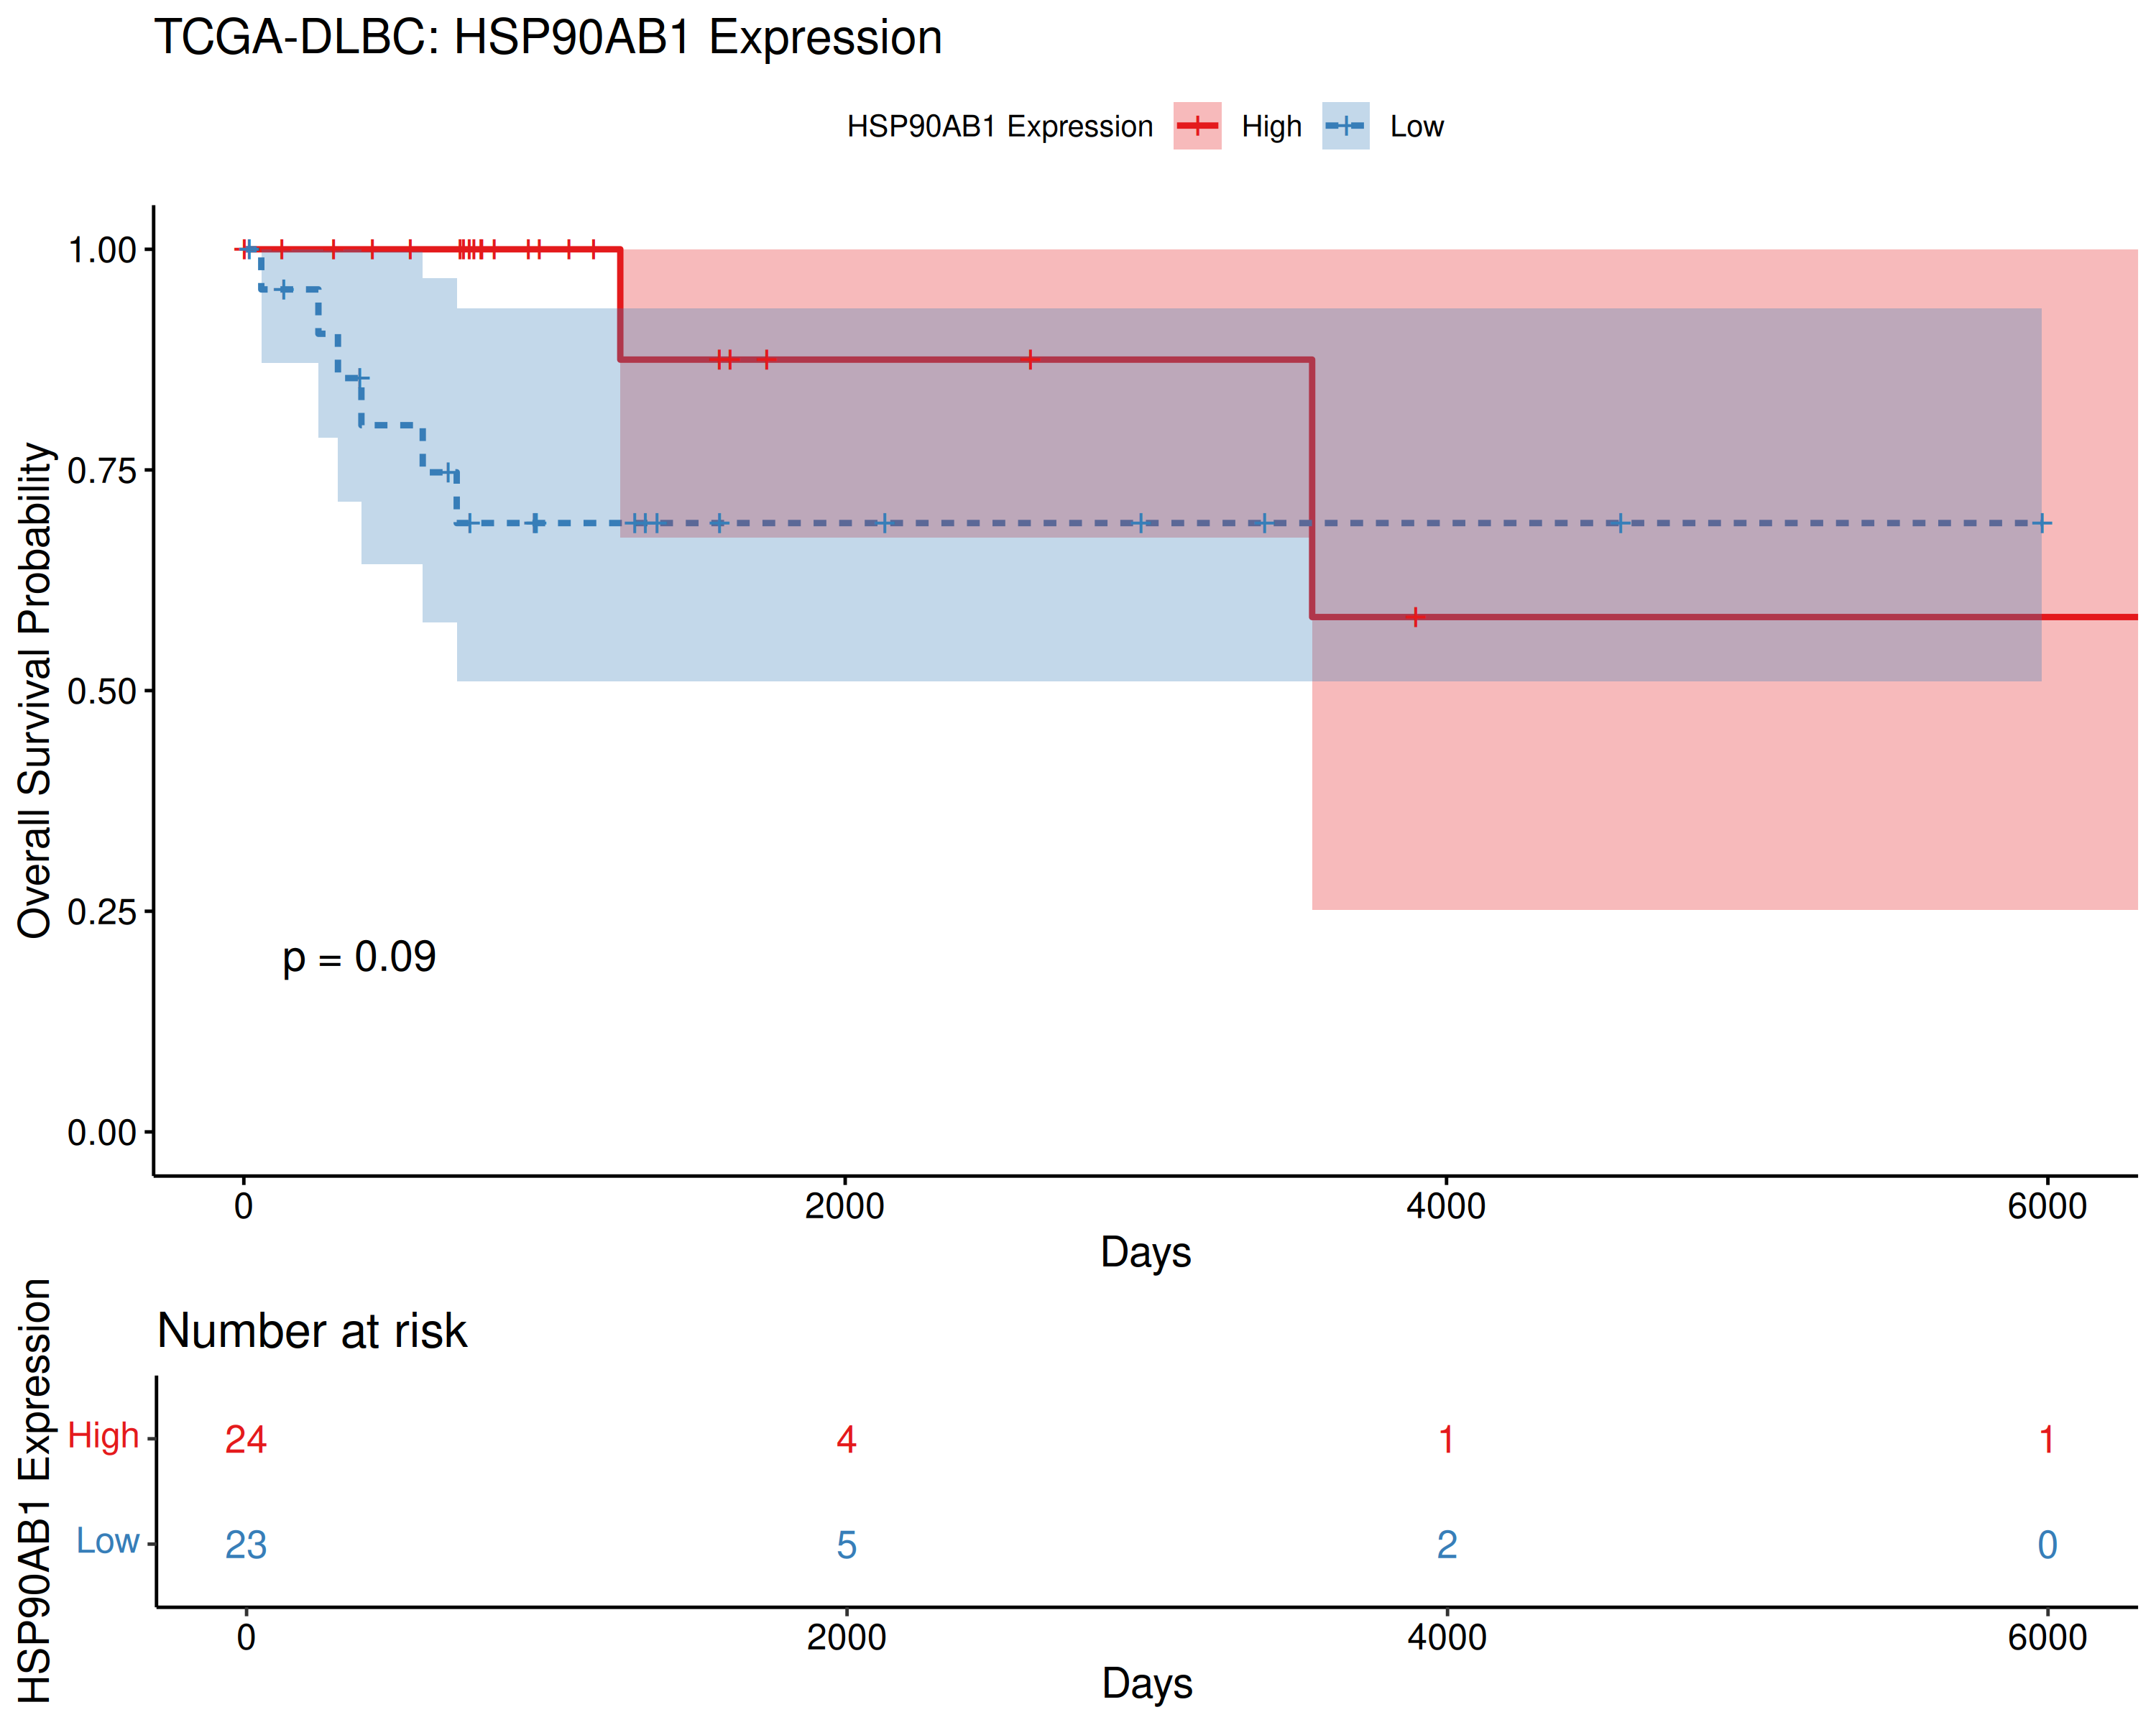 TCGA-DLBC: HSP90AB1 Expression
HSP90AB1 Expression High Low
Overall Survival Probability
1.00
0.75
0.50
0.25
0.00
p = 0.09
0 2000 4000 6000
Days
Number at risk
HSP90AB1 Expression
High 24 4 1 1
Low 23 5 2 0
0 2000 4000 6000
Days